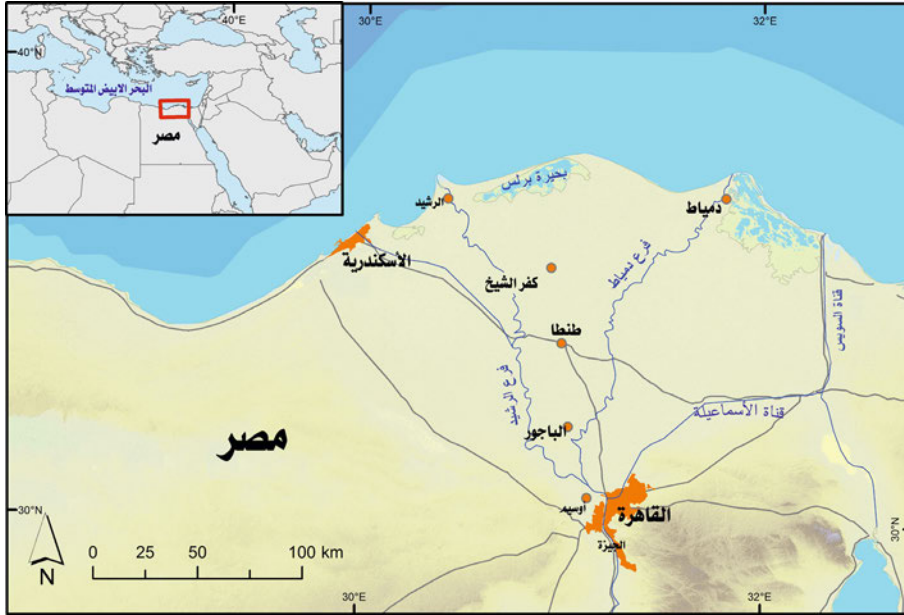 40°E
40°N
البحر الابيض المتوسط
مصر
30°E
32°E
بحيرة برلس
الرشيد
دمياط
الأسكندرية
كفر الشيخ
فرع دمياط
قناة السويس
طنطا
فرع الرشيد
قناة الأسماعيلة
الباجور
مصر
أوسيم
القاهرة
الجيزة
30°N
30°N
0 25 50 100 km
N
30°E
32°E